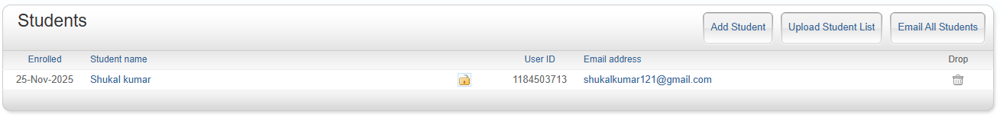 Students
Add Student Upload Student List Email All Students
Enrolled Student name User ID Email address Drop
25-Nov-2025 Shukal kumar 1184503713 shukalkumar121@gmail.com